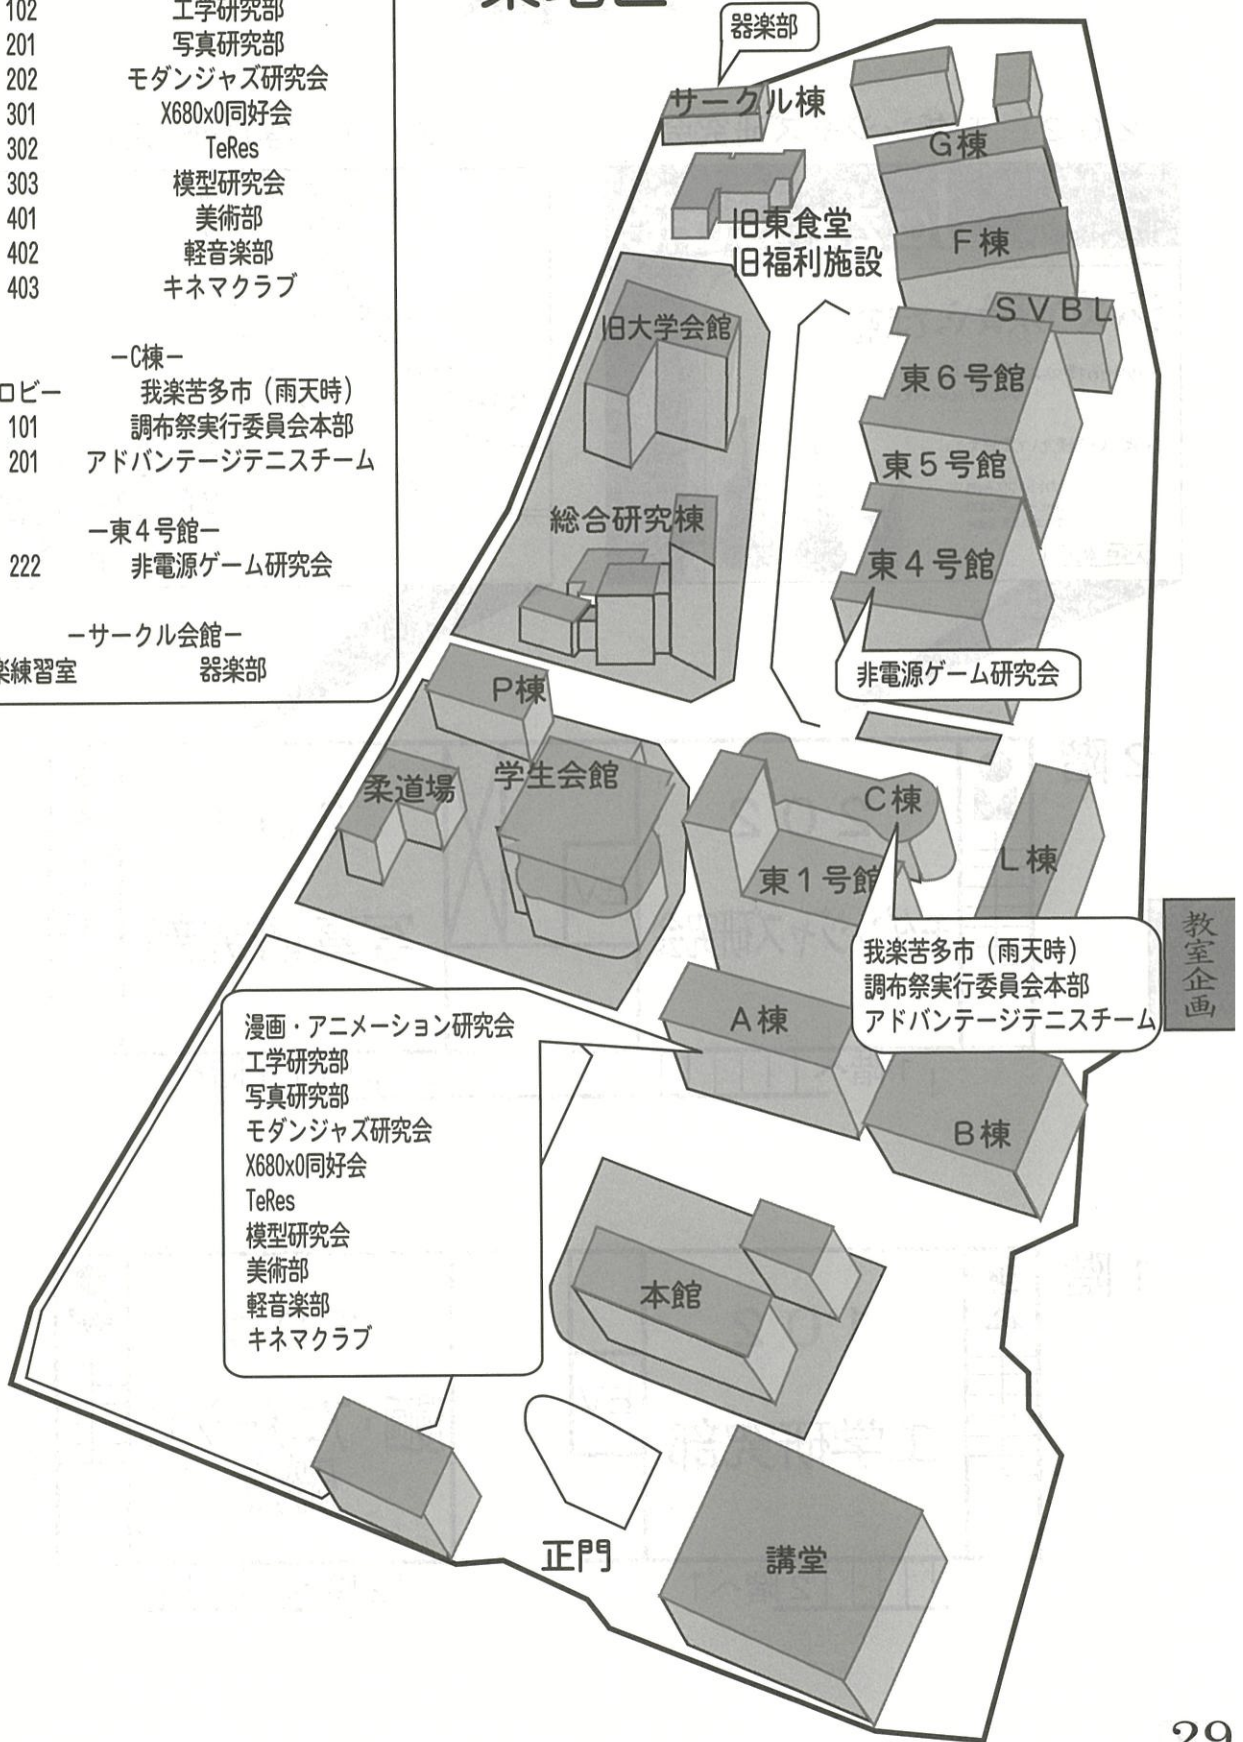 102 工学研究部
201 写真研究部
202 モダンジャズ研究会
301 X680x0同好会
302 TeRes
303 模型研究会
401 美術部
402 軽音楽部
403 キネマクラブ
－C棟－
ロビー 我楽苦多市（雨天時）
101 調布祭実行委員会本部
201 アドバンテージテニスチーム
－東4号館－
222 非電源ゲーム研究会
－サークル会館－
楽練習室 器楽部
器楽部
サークル棟
G棟
旧東食堂
旧福利施設
F棟
SVBL
旧大学会館
東6号館
東5号館
総合研究棟
東4号館
非電源ゲーム研究会
P棟
柔道場
学生会館
C棟
東1号館
L棟
教室企画
我楽苦多市（雨天時）
調布祭実行委員会本部
アドバンテージテニスチーム
A棟
漫画・アニメーション研究会
工学研究部
写真研究部
モダンジャズ研究会
X680x0同好会
TeRes
模型研究会
美術部
軽音楽部
キネマクラブ
B棟
本館
正門
講堂
29